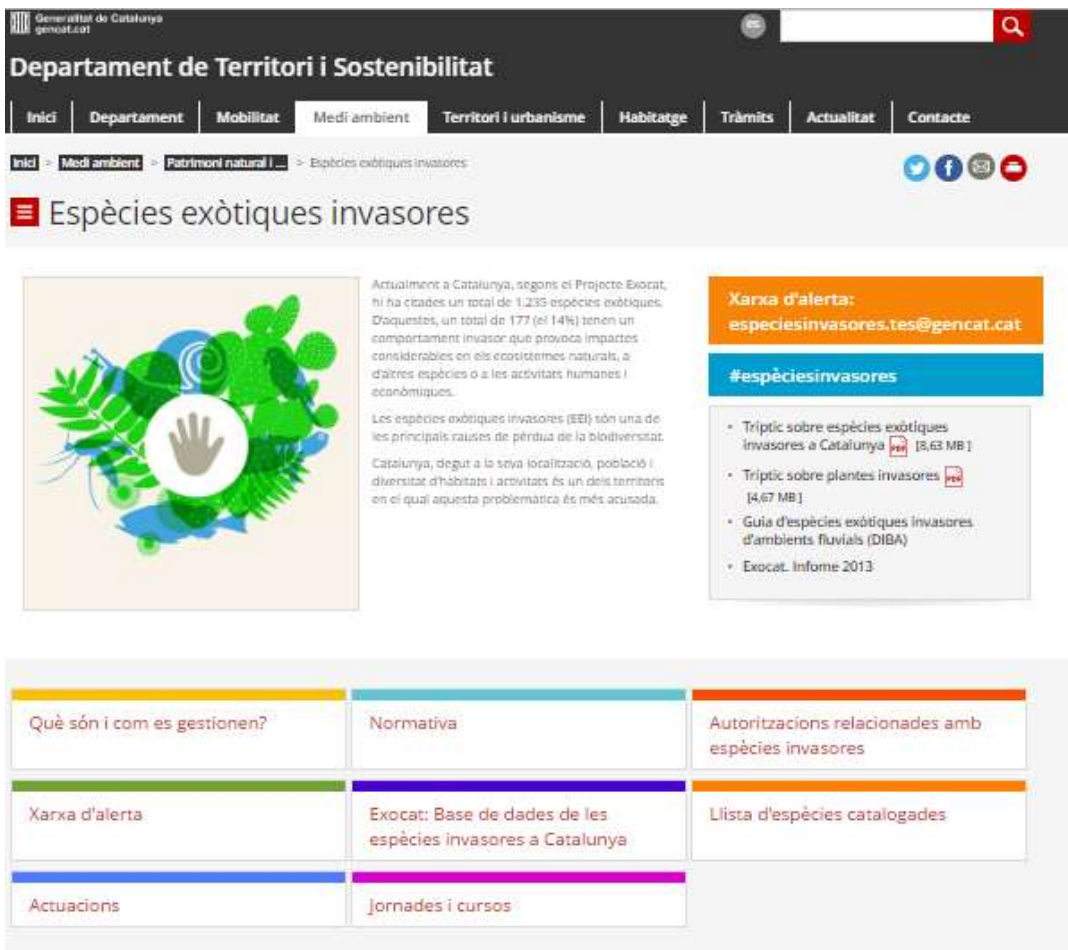 Generalitat de Catalunya
gencat.cat
es
Departament de Territori i Sostenibilitat
Inici
Departament
Mobilitat
Medi ambient
Territori i urbanisme
Habitatge
Tràmits
Actualitat
Contacte
Inici > Medi ambient > Patrimoni natural i ... > Espècies exòtiques invasores
Espècies exòtiques invasores
Actualment a Catalunya, segons el Projecte Exocat,
hi ha citades un total de 1.235 espècies exòtiques.
D'aquestes, un total de 177 (el 14%) tenen un
comportament invasor que provoca impactes
considerables en els ecosistemes naturals, a
d'altres espècies o a les activitats humanes i
econòmiques.
Les espècies exòtiques invasores (EEI) són una de
les principals causes de pèrdua de la biodiversitat.
Catalunya, degut a la seva localització, població i
diversitat d'hàbitats i activitats és un dels territoris
en el qual aquesta problemàtica és més acusada.
Xarxa d'alerta:
especiesinvasores.tes@gencat.cat
#espèciesinvasores
• Tríptic sobre espècies exòtiques
invasores a Catalunya PDF [8,63 MB ]
• Tríptic sobre plantes invasores PDF
[4,67 MB ]
• Guia d'espècies exòtiques invasores
d'ambients fluvials (DIBA)
• Exocat. Infome 2013
Què són i com es gestionen?
Normativa
Autoritzacions relacionades amb
espècies invasores
Xarxa d'alerta
Exocat: Base de dades de les
espècies invasores a Catalunya
Llista d'espècies catalogades
Actuacions
Jornades i cursos